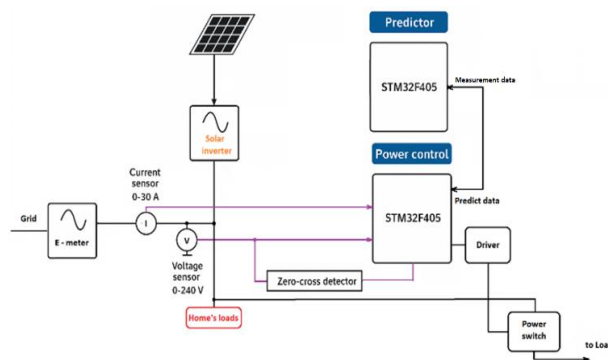 Predictor
STM32F405
Measurement data
Solar
inverter
Power control
Current
sensor
0-30 A
STM32F405
Predict data
Grid
E - meter
I
V
Driver
Voltage
sensor
0-240 V
Zero-cross detector
Home's loads
Power
switch
to Loa